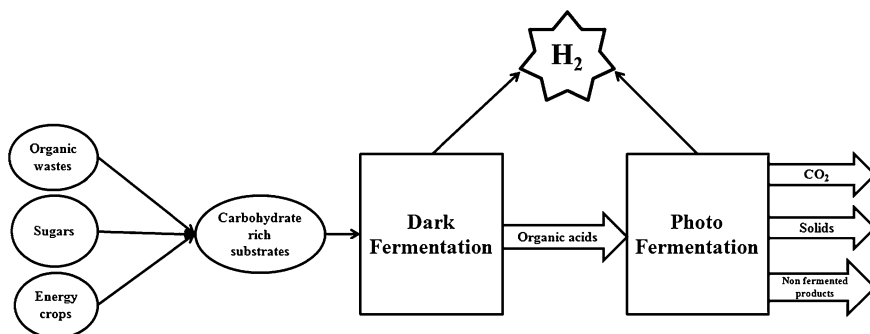 H₂
Organic
wastes
Sugars
Energy
crops
Carbohydrate
rich
substrates
Dark
Fermentation
Organic acids
Photo
Fermentation
CO₂
Solids
Non fermented
products